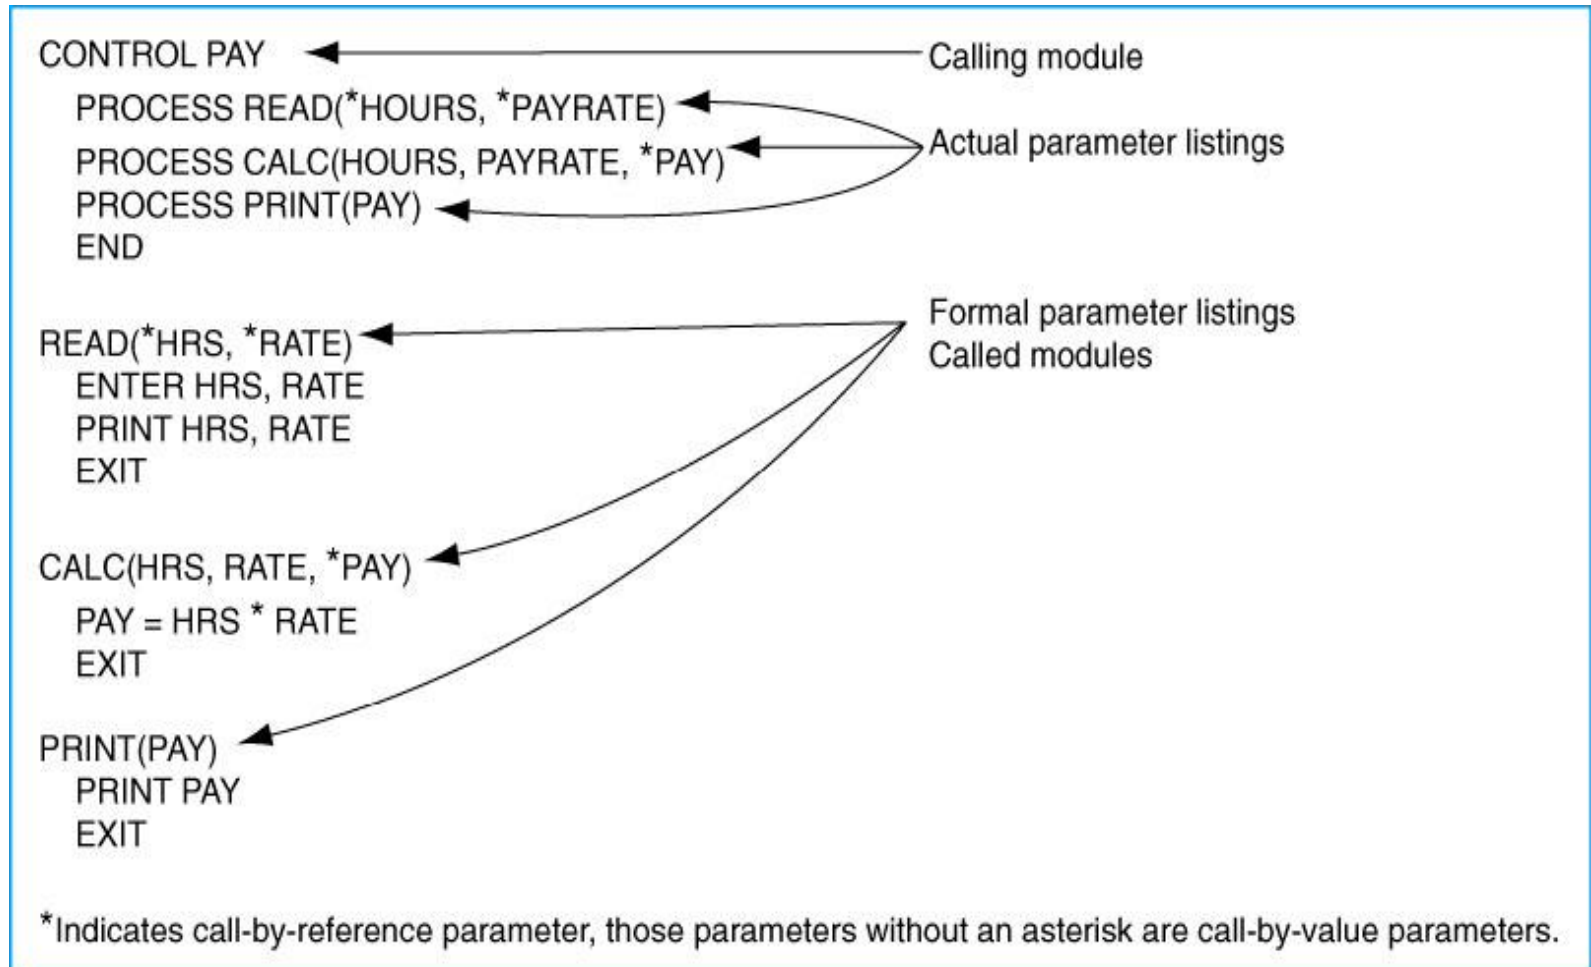 CONTROL PAY
Calling module
PROCESS READ(*HOURS, *PAYRATE)
PROCESS CALC(HOURS, PAYRATE, *PAY)
Actual parameter listings
PROCESS PRINT(PAY)
END
READ(*HRS, *RATE)
Formal parameter listings
Called modules
ENTER HRS, RATE
PRINT HRS, RATE
EXIT
CALC(HRS, RATE, *PAY)
PAY = HRS * RATE
EXIT
PRINT(PAY)
PRINT PAY
EXIT
*Indicates call-by-reference parameter, those parameters without an asterisk are call-by-value parameters.